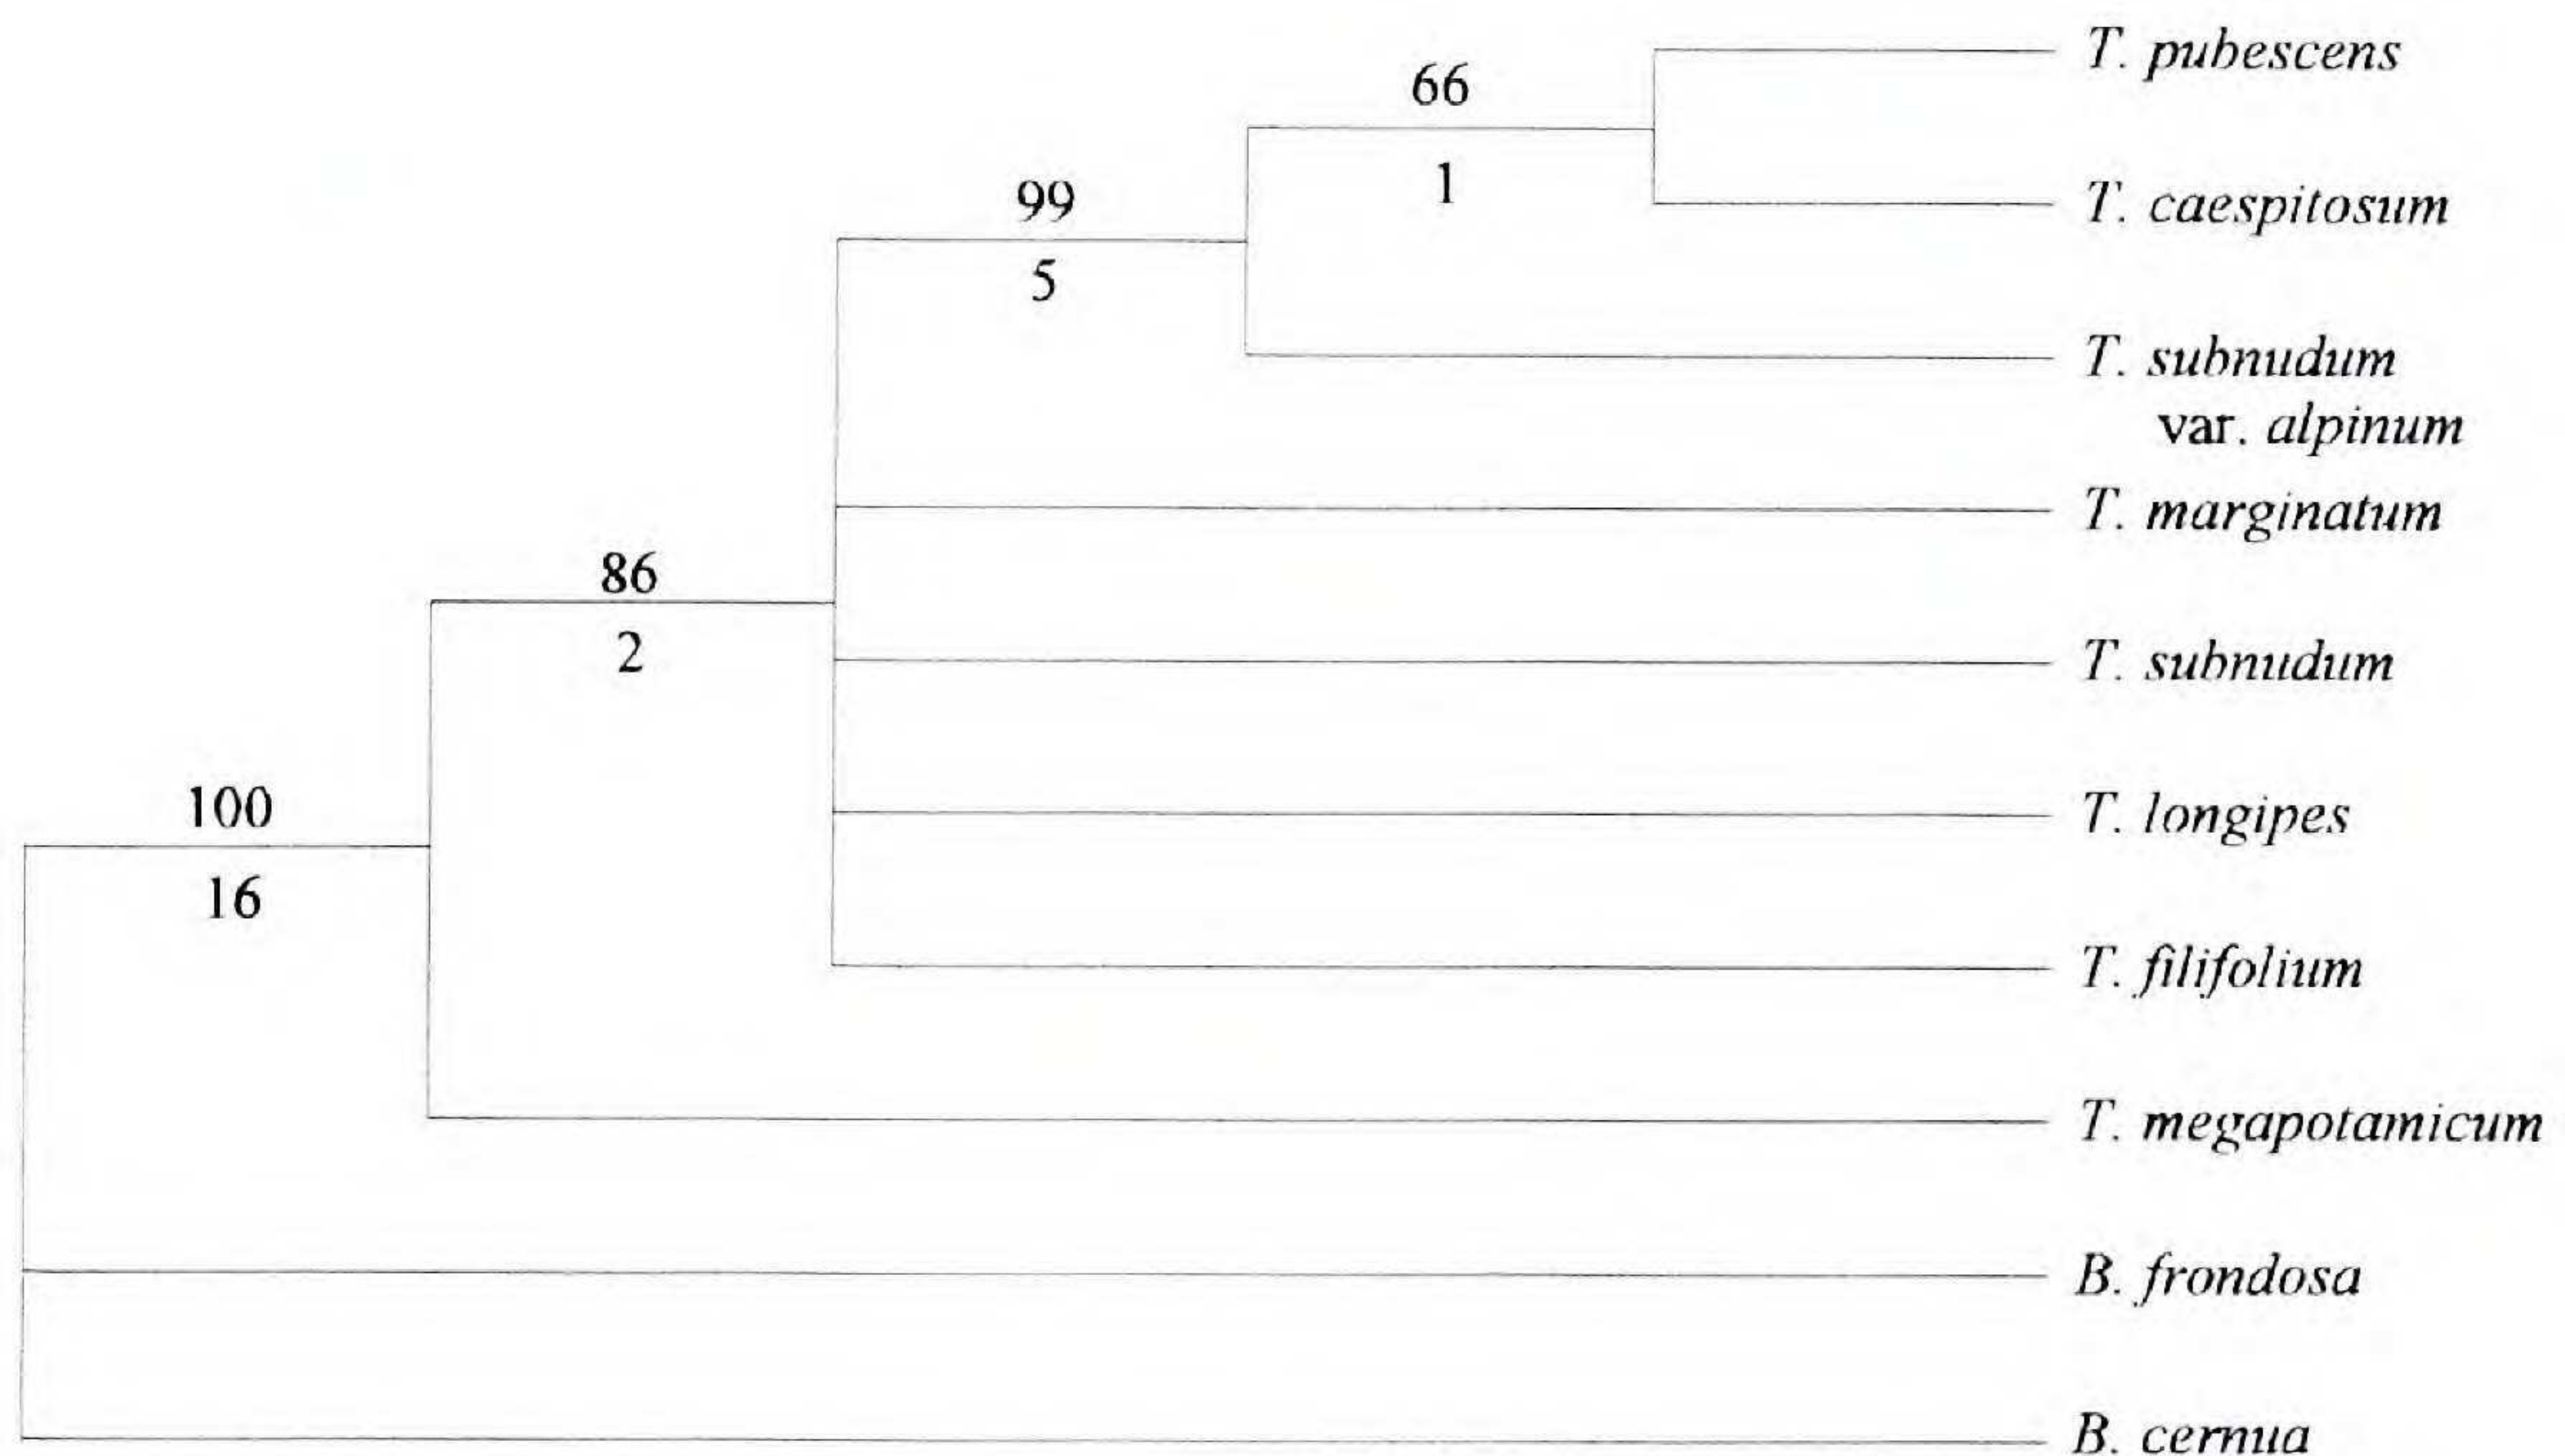 T. pubescens
66
1
T. caespitosum
99
5
T. subnudum
var. alpinum
T. marginatum
86
2
T. subnudum
T. longipes
100
16
T. filifolium
T. megapotamicum
B. frondosa
B. cernua